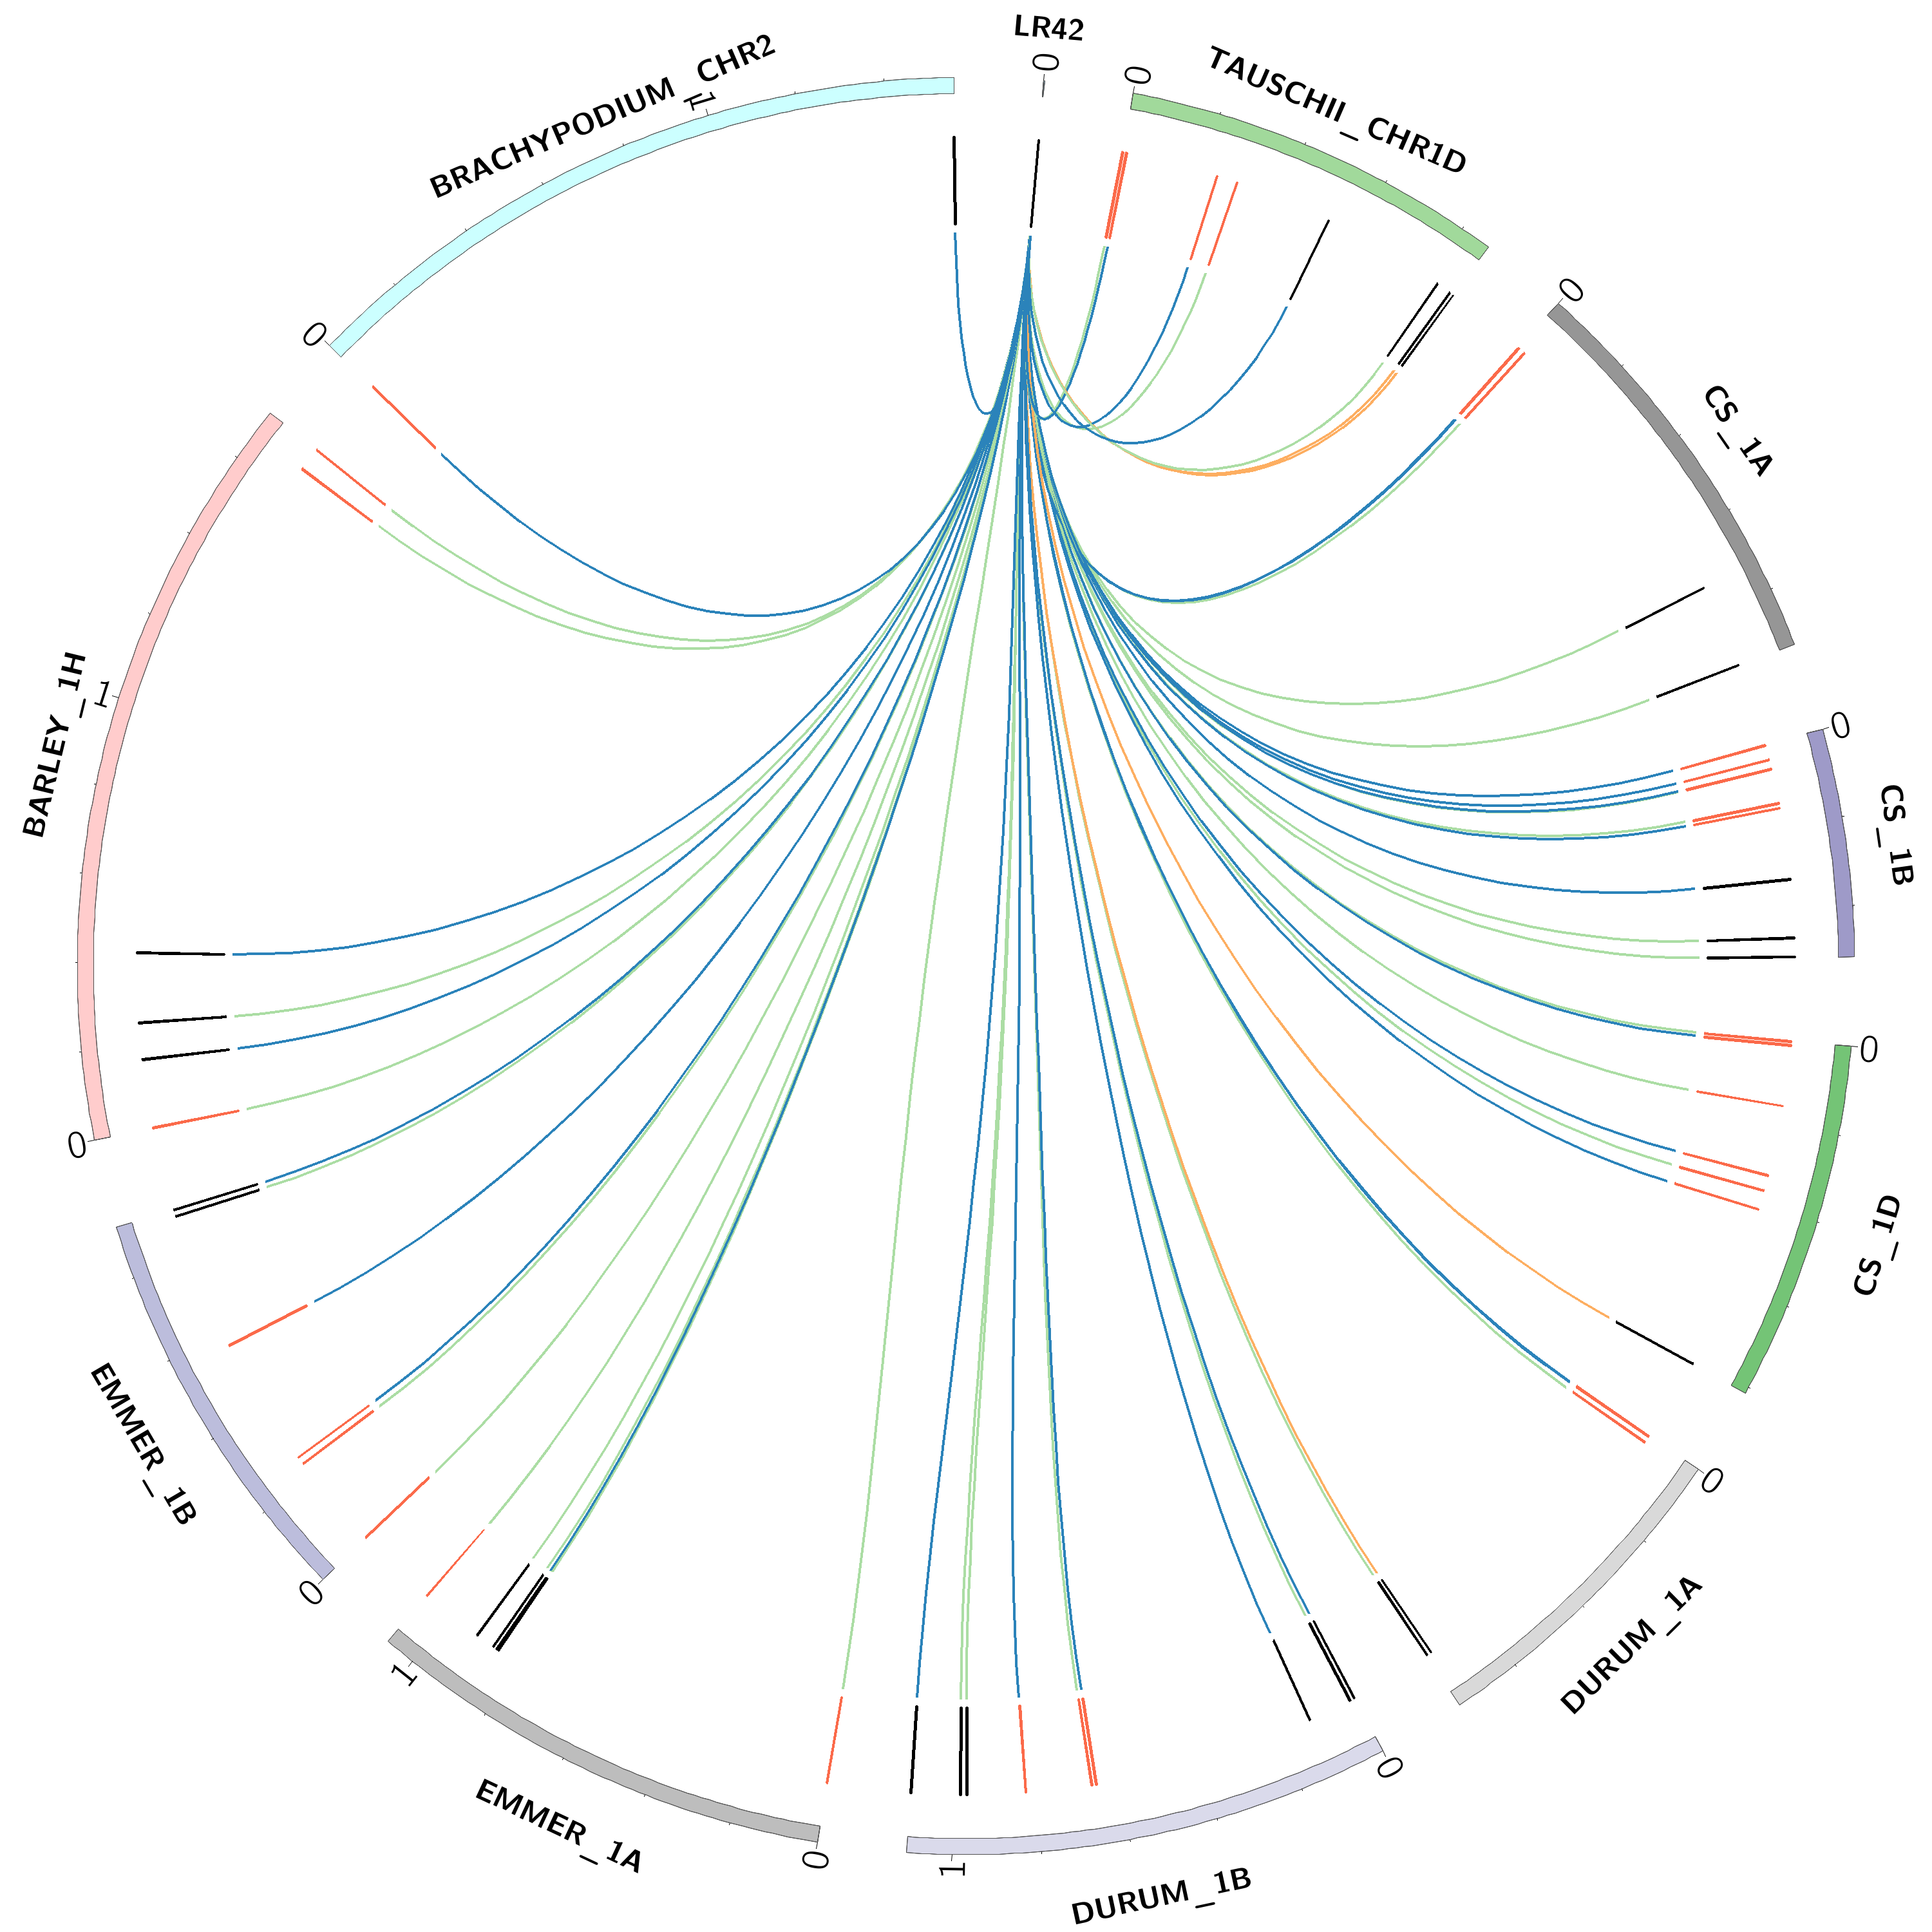 LR42
0
0
TAUSCHII_CHR1D
0
CS_1A
0
CS_1B
0
CS_1D
0
DURUM_1A
0
DURUM_1B
1
0
EMMER_1A
1
0
EMMER_1B
0
BARLEY_1H
1
0
BRACHYPODIUM_CHR2
1